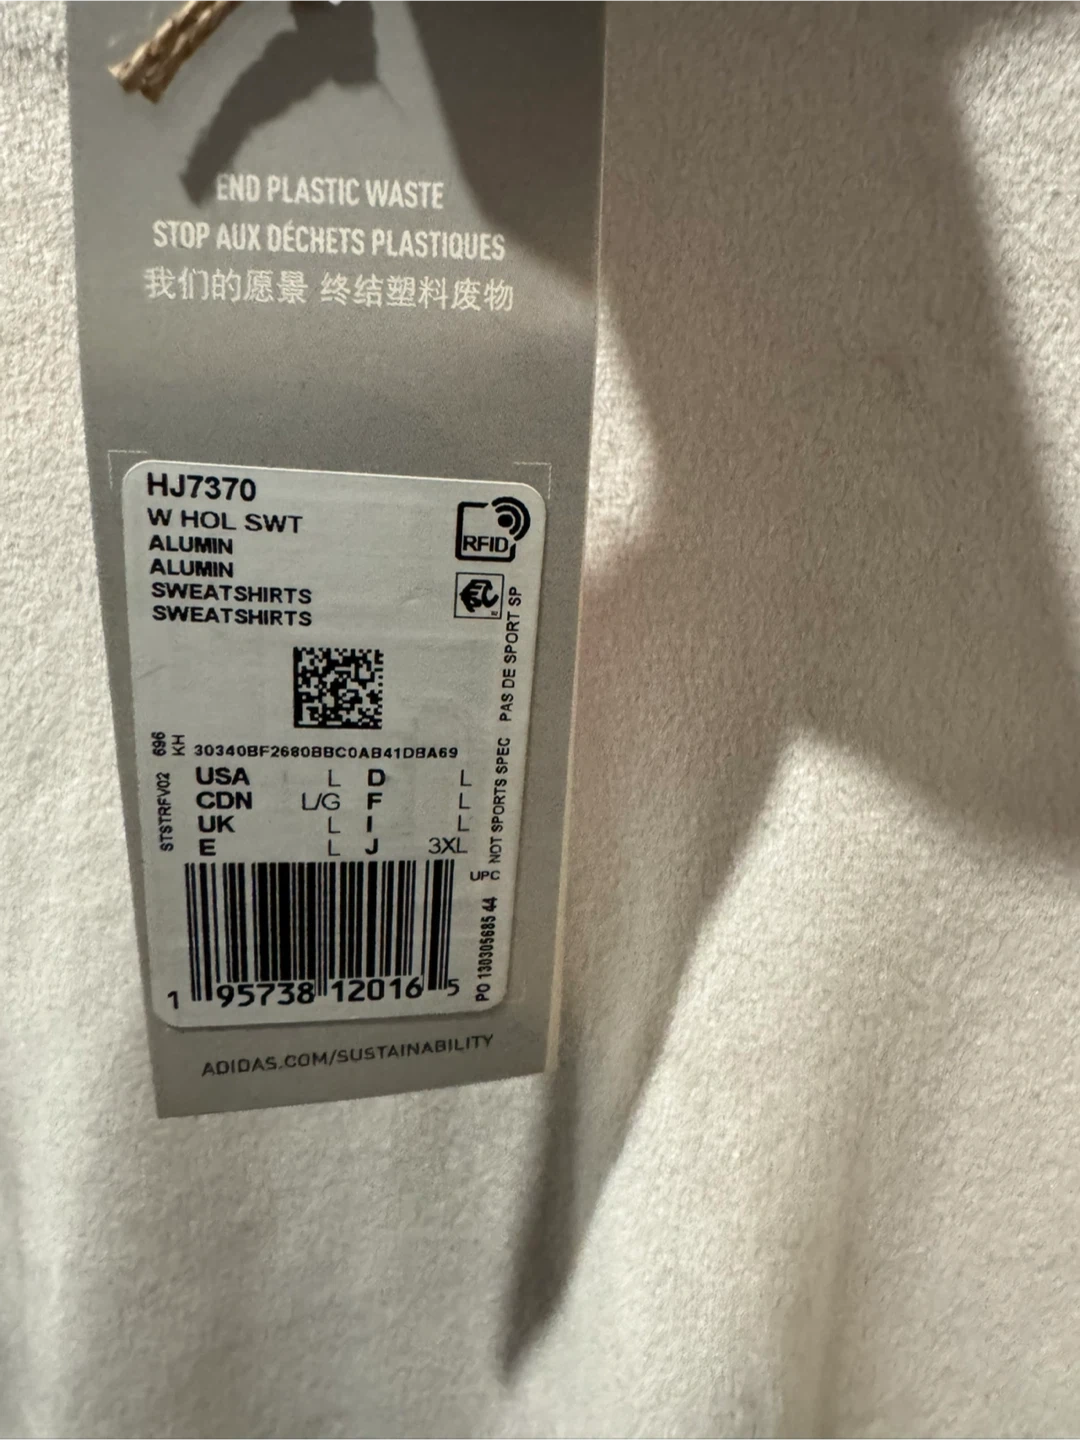 END PLASTIC WASTE
STOP AUX DÉCHETS PLASTIQUES
我们的愿景 终结塑料废物
HJ7370
W HOL SWT
ALUMIN
ALUMIN
SWEATSHIRTS
SWEATSHIRTS
RFID
PAS DE SPORT SP
NOT SPORTS SPEC
696
KH
30340BF2680BBC0AB41DBA69
STSTRFV02
USA L D L
CDN L/G F L
UK L I L
E L J 3XL
UPC
PO 130305685 44
1 95738 12016 5
ADIDAS.COM/SUSTAINABILITY